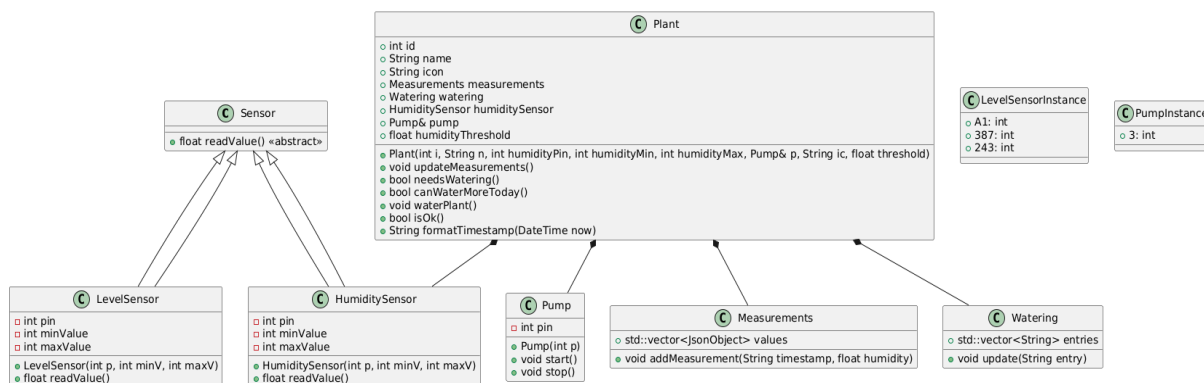 C Plant
int id
String name
String icon
Measurements measurements
Watering watering
HumiditySensor humiditySensor
Pump& pump
float humidityThreshold
Plant(int i, String n, int humidityPin, int humidityMin, int humidityMax, Pump& p, String ic, float threshold)
void updateMeasurements()
bool needsWatering()
bool canWaterMoreToday()
void waterPlant()
bool isOk()
String formatTimestamp(DateTime now)
C Sensor
float readValue() «abstract»
C LevelSensorInstance
A1: int
387: int
243: int
C PumpInstance
3: int
C LevelSensor
int pin
int minValue
int maxValue
LevelSensor(int p, int minV, int maxV)
float readValue()
C HumiditySensor
int pin
int minValue
int maxValue
HumiditySensor(int p, int minV, int maxV)
float readValue()
C Pump
int pin
Pump(int p)
void start()
void stop()
C Measurements
std::vector<JsonObject> values
void addMeasurement(String timestamp, float humidity)
C Watering
std::vector<String> entries
void update(String entry)